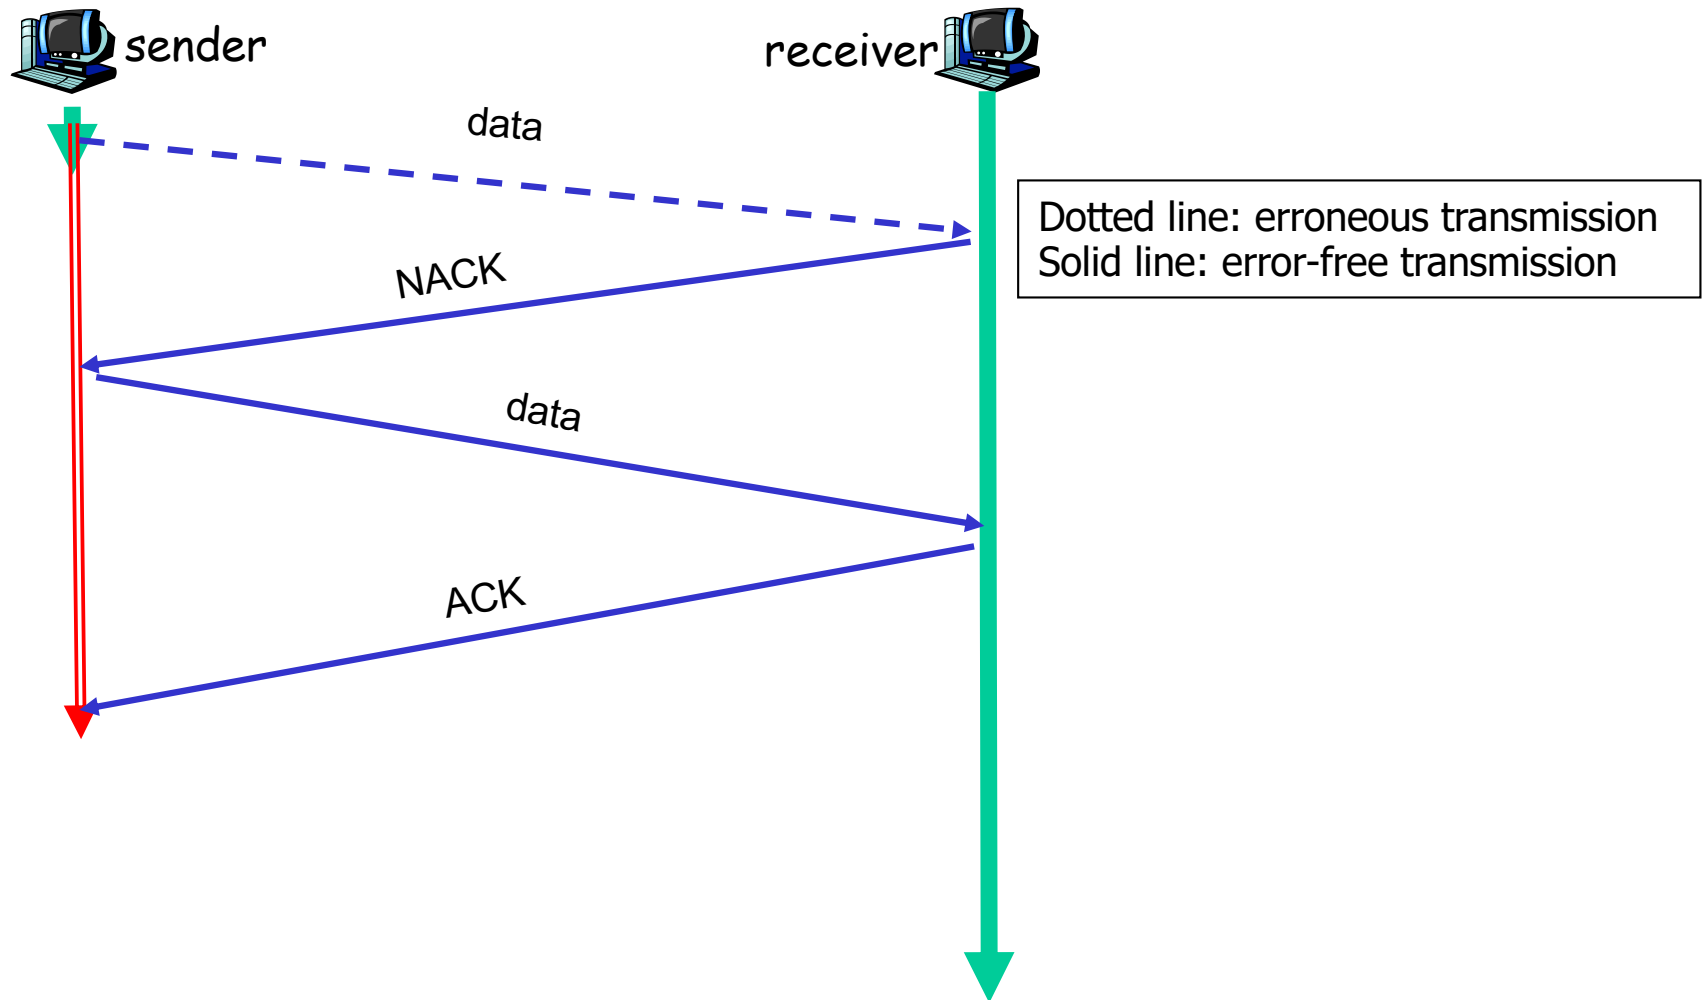 sender
receiver
data
Dotted line: erroneous transmission
Solid line: error-free transmission
NACK
data
ACK